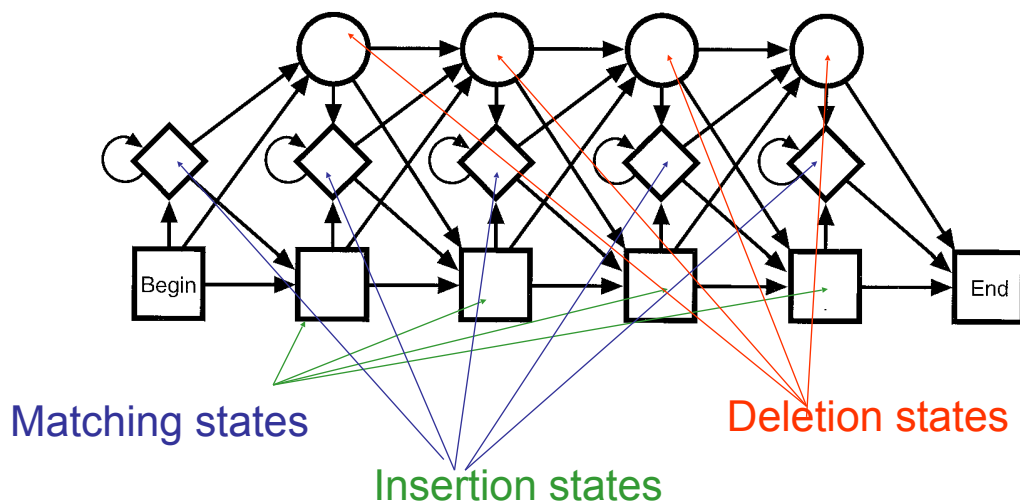 Begin
End
Matching states
Deletion states
Insertion states